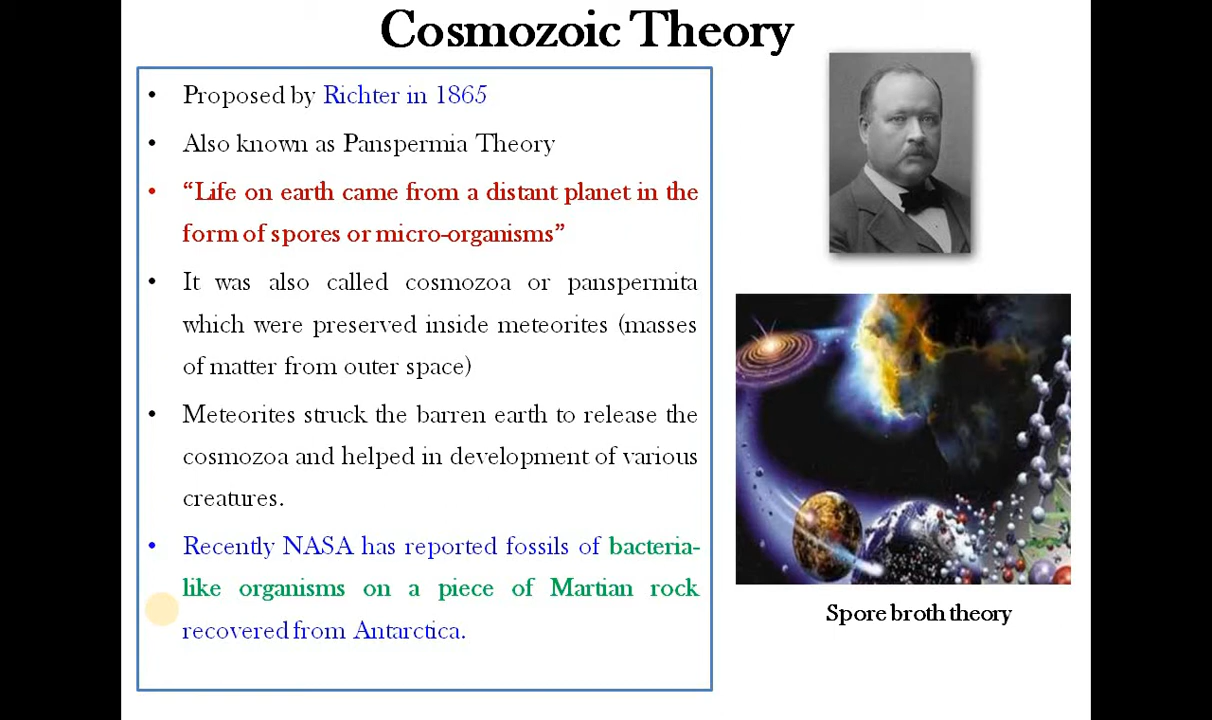 Cosmozoic Theory
• Proposed by Richter in 1865
• Also known as Panspermia Theory
• “Life on earth came from a distant planet in the
form of spores or micro-organisms”
• It was also called cosmozoa or panspermita
which were preserved inside meteorites (masses
of matter from outer space)
• Meteorites struck the barren earth to release the
cosmozoa and helped in development of various
creatures.
• Recently NASA has reported fossils of bacteria-
like organisms on a piece of Martian rock
recovered from Antarctica.
Spore broth theory